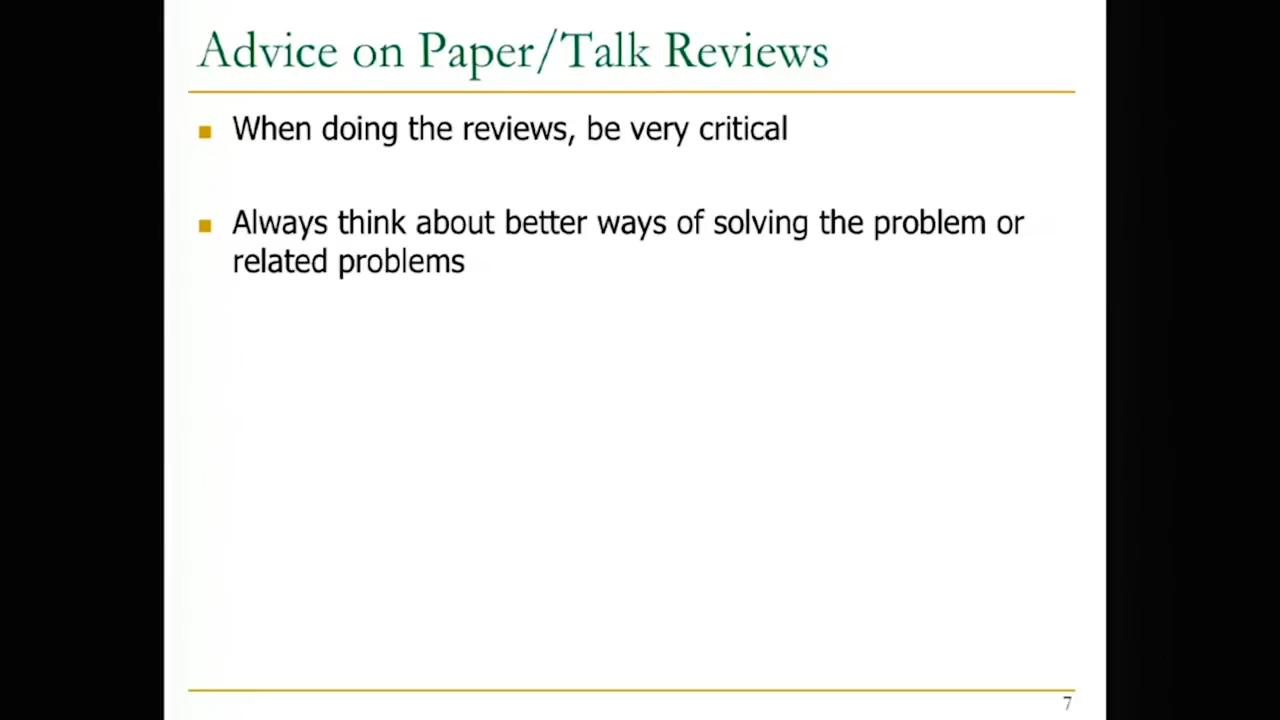 Advice on Paper/Talk Reviews
When doing the reviews, be very critical
Always think about better ways of solving the problem or
related problems
7